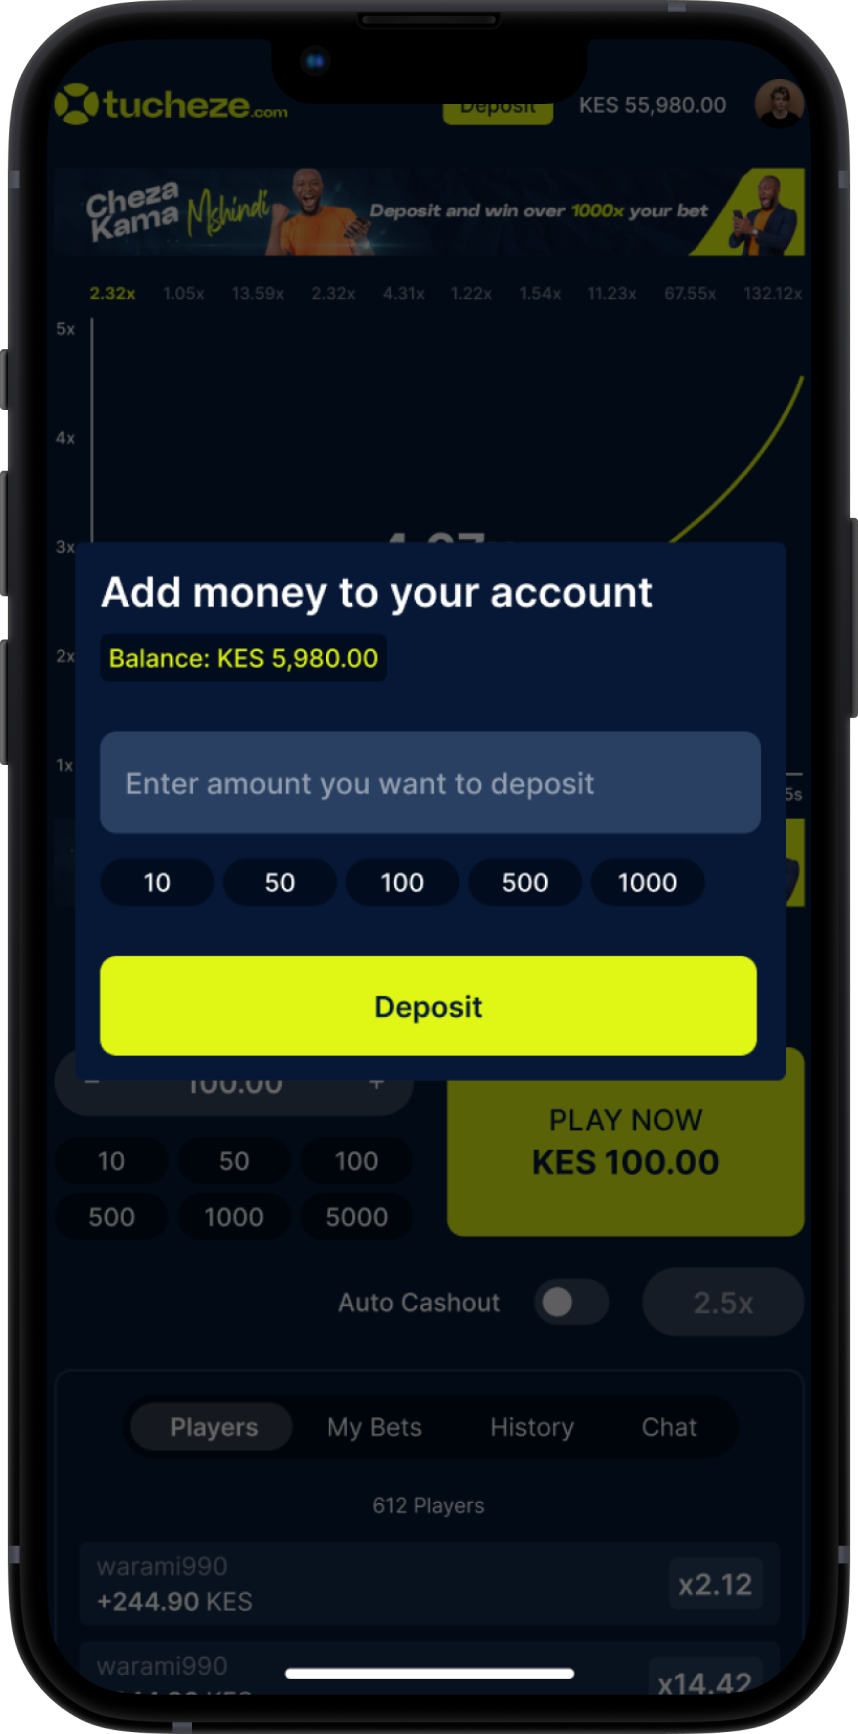 tucheze.com
Deposit
KES 55,980.00
Cheza
Kama
Mshindi
Deposit and win over 1000x your bet
2.32x 1.05x 13.59x 2.32x 4.31x 1.22x 1.54x 11.23x 67.55x 132.12x
5x
4x
3x
2x
1x
5s
Add money to your account
Balance: KES 5,980.00
Enter amount you want to deposit
10 50 100 500 1000
Deposit
− 100.00 +
PLAY NOW
KES 100.00
10 50 100
500 1000 5000
Auto Cashout
2.5x
Players My Bets History Chat
612 Players
warami990
+244.90 KES
x2.12
warami990
x14.42